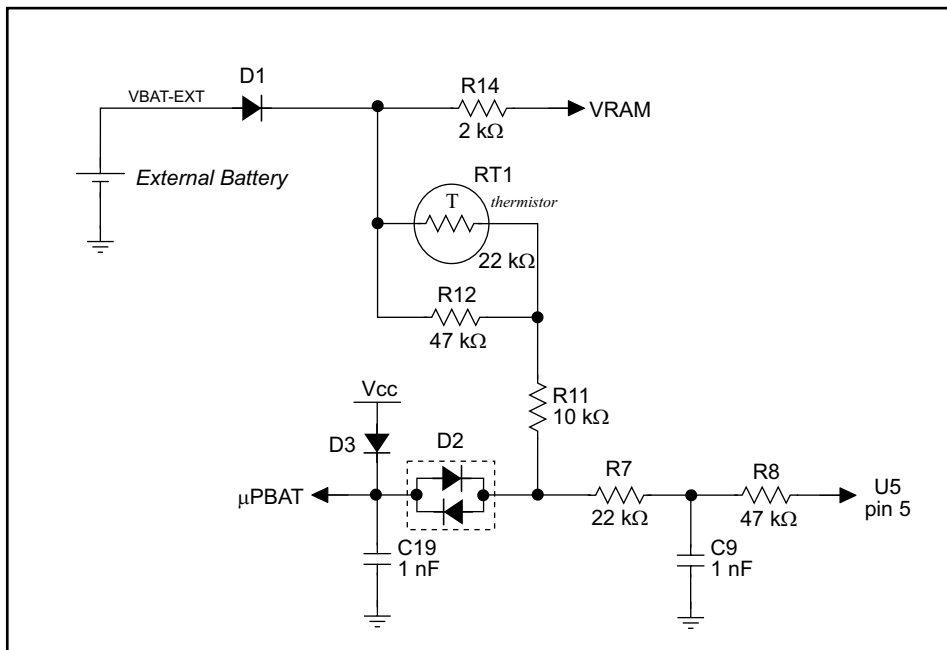 D1
VBAT-EXT
R14
2 kΩ
VRAM
External Battery
RT1
T
thermistor
22 kΩ
R12
47 kΩ
R11
10 kΩ
Vcc
D3
D2
µPBAT
R7
22 kΩ
R8
47 kΩ
U5
pin 5
C19
1 nF
C9
1 nF